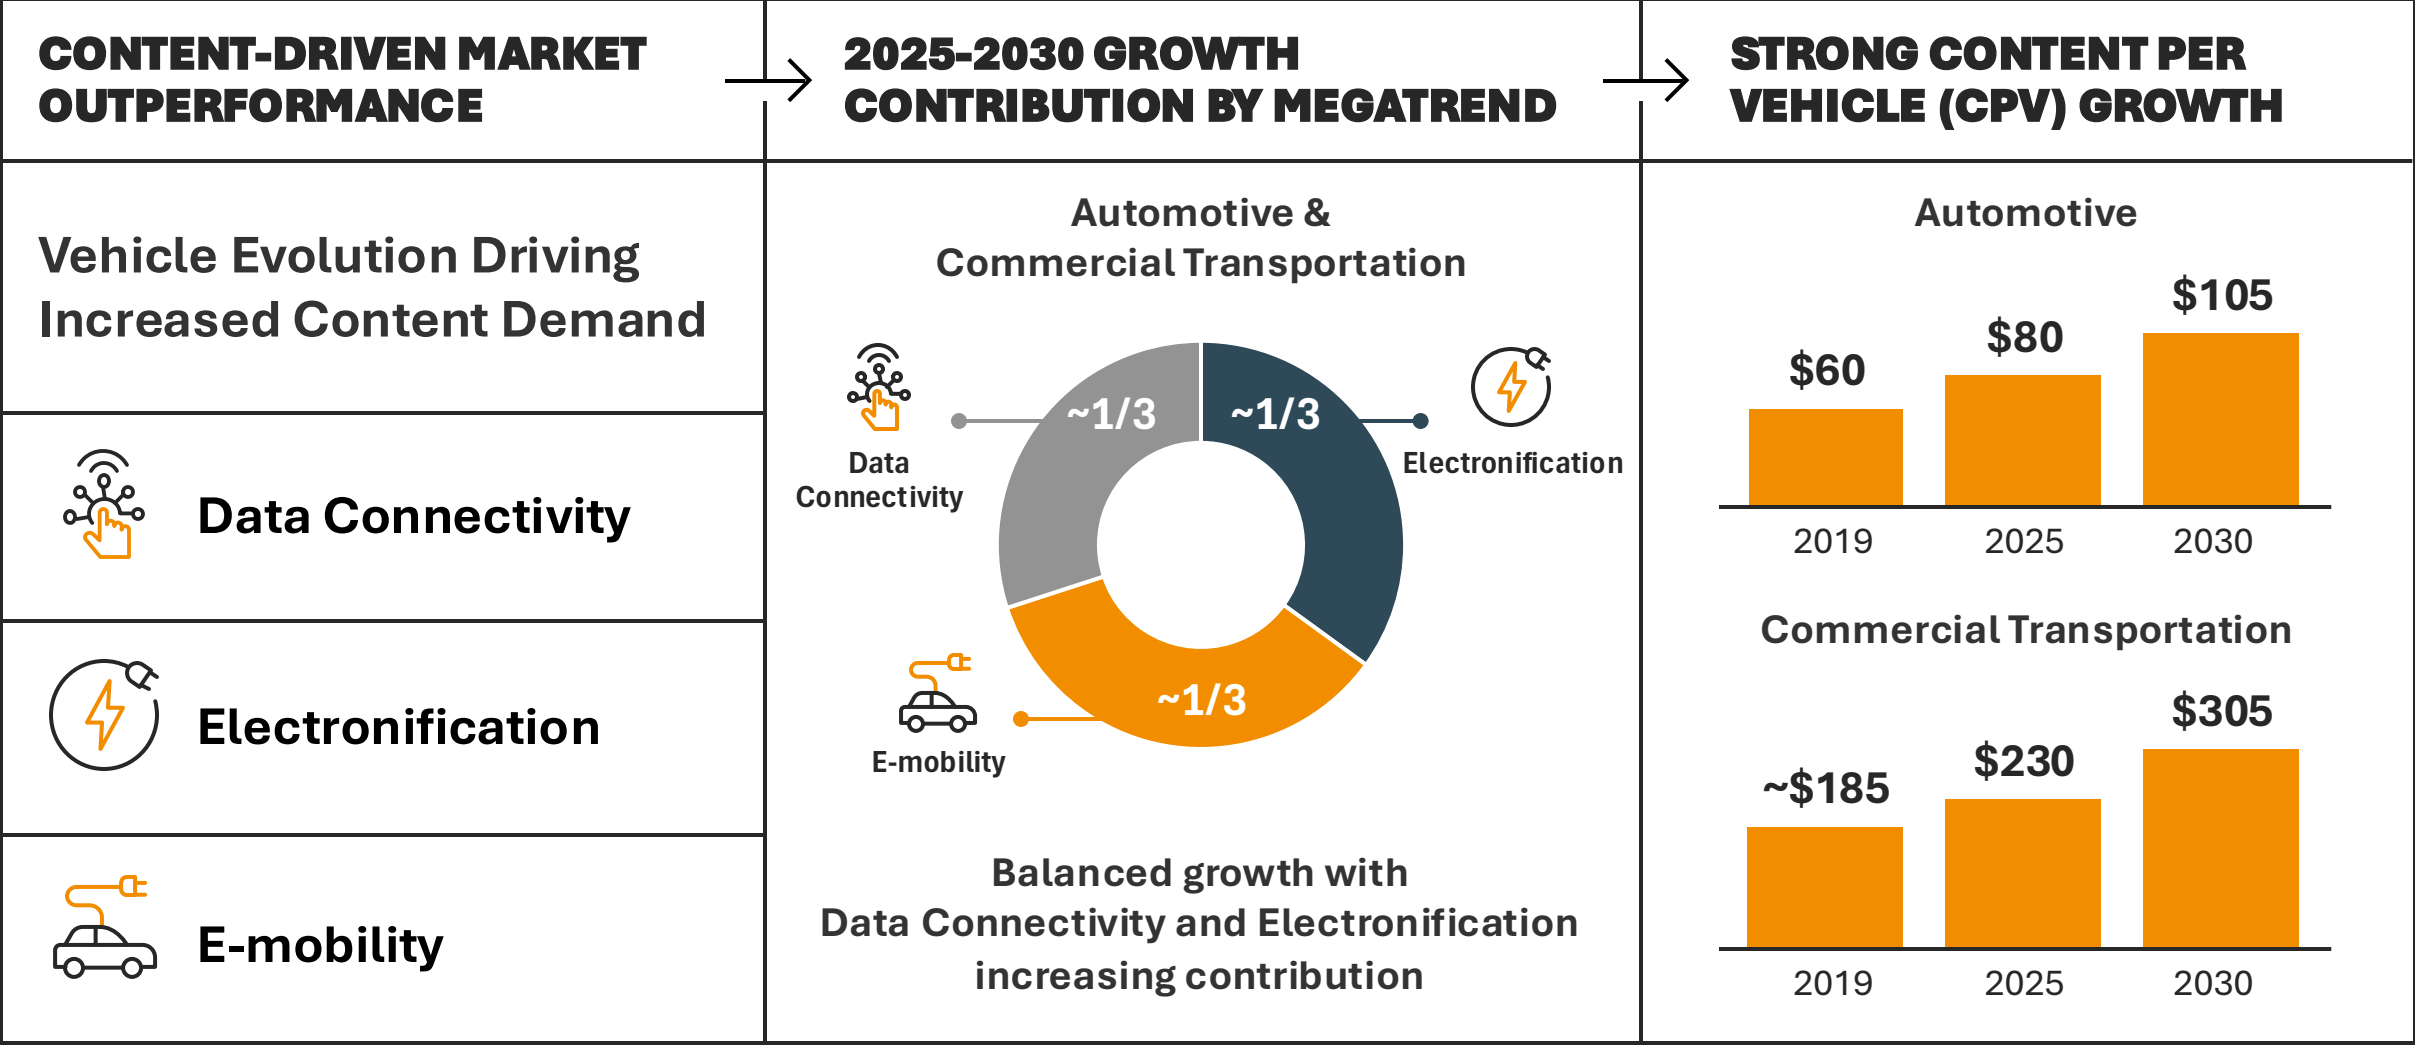 CONTENT-DRIVEN MARKET
OUTPERFORMANCE
Vehicle Evolution Driving
Increased Content Demand
Data Connectivity
Electronification
E-mobility
2025-2030 GROWTH
CONTRIBUTION BY MEGATREND
Automotive &
Commercial Transportation
~1/3
~1/3
Data
Connectivity
Electronification
~1/3
E-mobility
Balanced growth with
Data Connectivity and Electronification
increasing contribution
STRONG CONTENT PER
VEHICLE (CPV) GROWTH
Automotive
$60
$80
$105
2019
2025
2030
Commercial Transportation
~$185
$230
$305
2019
2025
2030